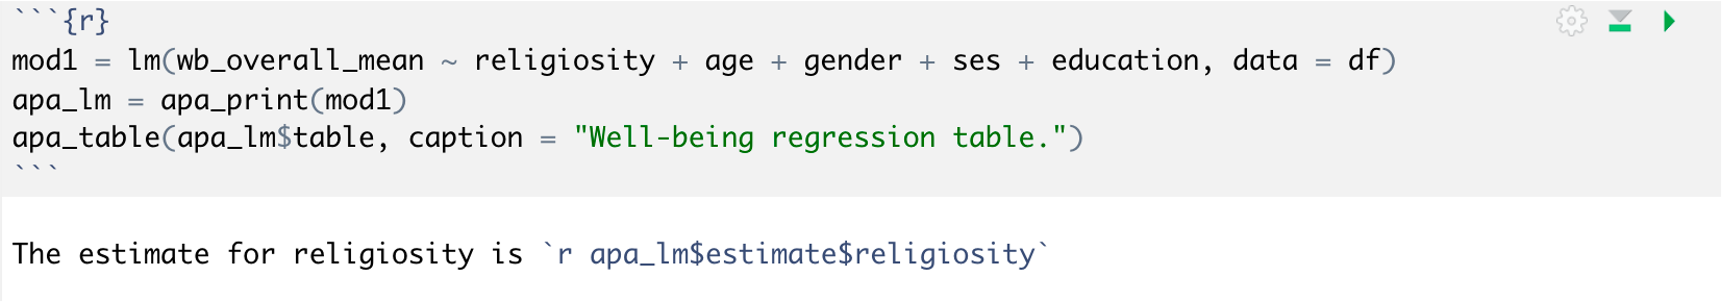 ```{r}
mod1 = lm(wb_overall_mean ~ religiosity + age + gender + ses + education, data = df)
apa_lm = apa_print(mod1)
apa_table(apa_lm$table, caption = "Well-being regression table.")
```
The estimate for religiosity is `r apa_lm$estimate$religiosity`